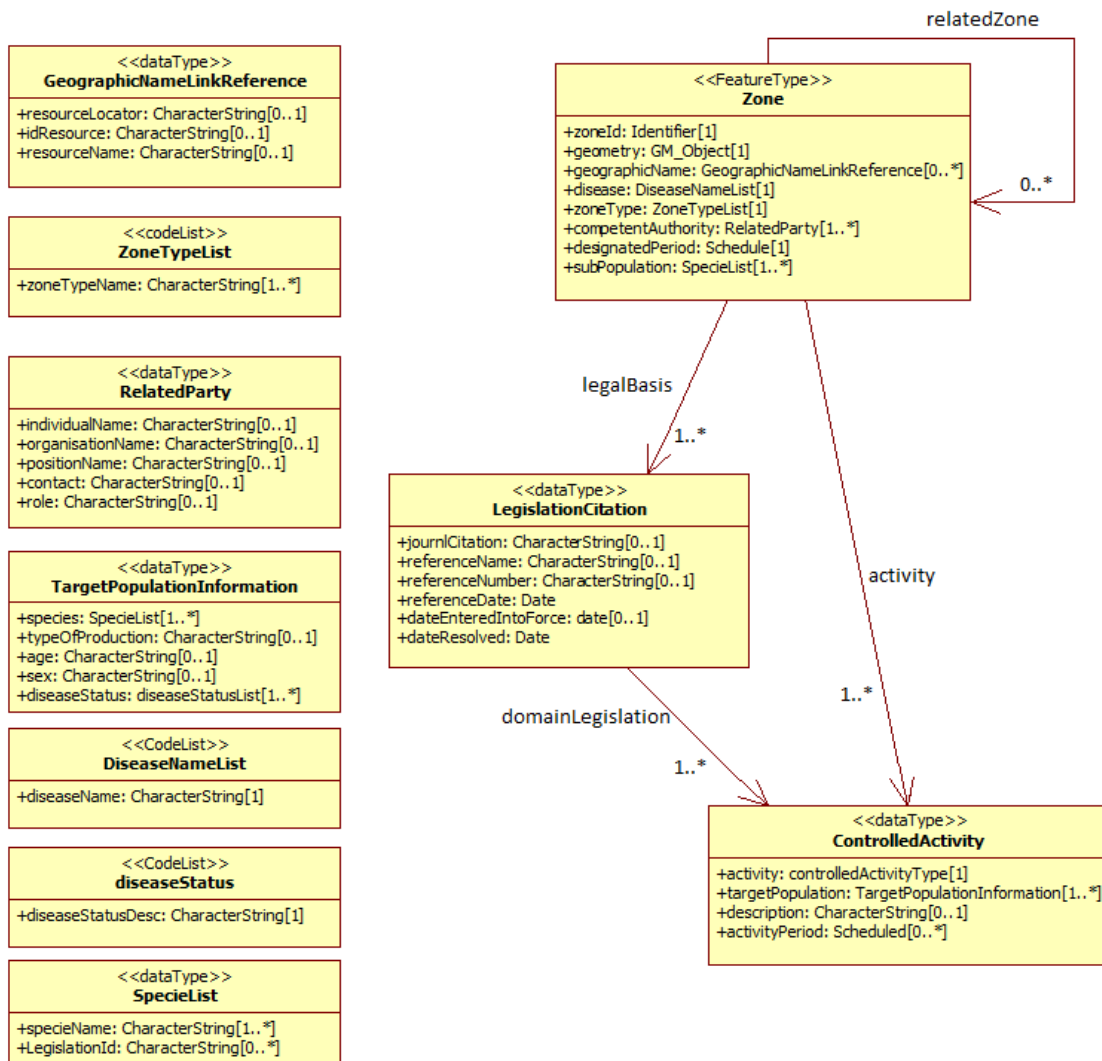 <<dataType>>
GeographicNameLinkReference
+resourceLocator: CharacterString[0..1]
+idResource: CharacterString[0..1]
+resourceName: CharacterString[0..1]
<<codeList>>
ZoneTypeList
+zoneTypeName: CharacterString[1..*]
<<dataType>>
RelatedParty
+individualName: CharacterString[0..1]
+organisationName: CharacterString[0..1]
+positionName: CharacterString[0..1]
+contact: CharacterString[0..1]
+role: CharacterString[0..1]
<<dataType>>
TargetPopulationInformation
+species: SpecieList[1..*]
+typeOfProduction: CharacterString[0..1]
+age: CharacterString[0..1]
+sex: CharacterString[0..1]
+diseaseStatus: diseaseStatusList[1..*]
<<CodeList>>
DiseaseNameList
+diseaseName: CharacterString[1]
<<CodeList>>
diseaseStatus
+diseaseStatusDesc: CharacterString[1]
<<dataType>>
SpecieList
+specieName: CharacterString[1..*]
+LegislationId: CharacterString[0..*]
relatedZone
<<FeatureType>>
Zone
+zoneId: Identifier[1]
+geometry: GM_Object[1]
+geographicName: GeographicNameLinkReference[0..*]
+disease: DiseaseNameList[1]
+zoneType: ZoneTypeList[1]
+competentAuthority: RelatedParty[1..*]
+designatedPeriod: Schedule[1]
+subPopulation: SpecieList[1..*]
0..*
legalBasis
1..*
<<dataType>>
LegislationCitation
+journlCitation: CharacterString[0..1]
+referenceName: CharacterString[0..1]
+referenceNumber: CharacterString[0..1]
+referenceDate: Date
+dateEnteredIntoForce: date[0..1]
+dateResolved: Date
activity
1..*
domainLegislation
1..*
<<dataType>>
ControlledActivity
+activity: controlledActivityType[1]
+targetPopulation: TargetPopulationInformation[1..*]
+description: CharacterString[0..1]
+activityPeriod: Scheduled[0..*]